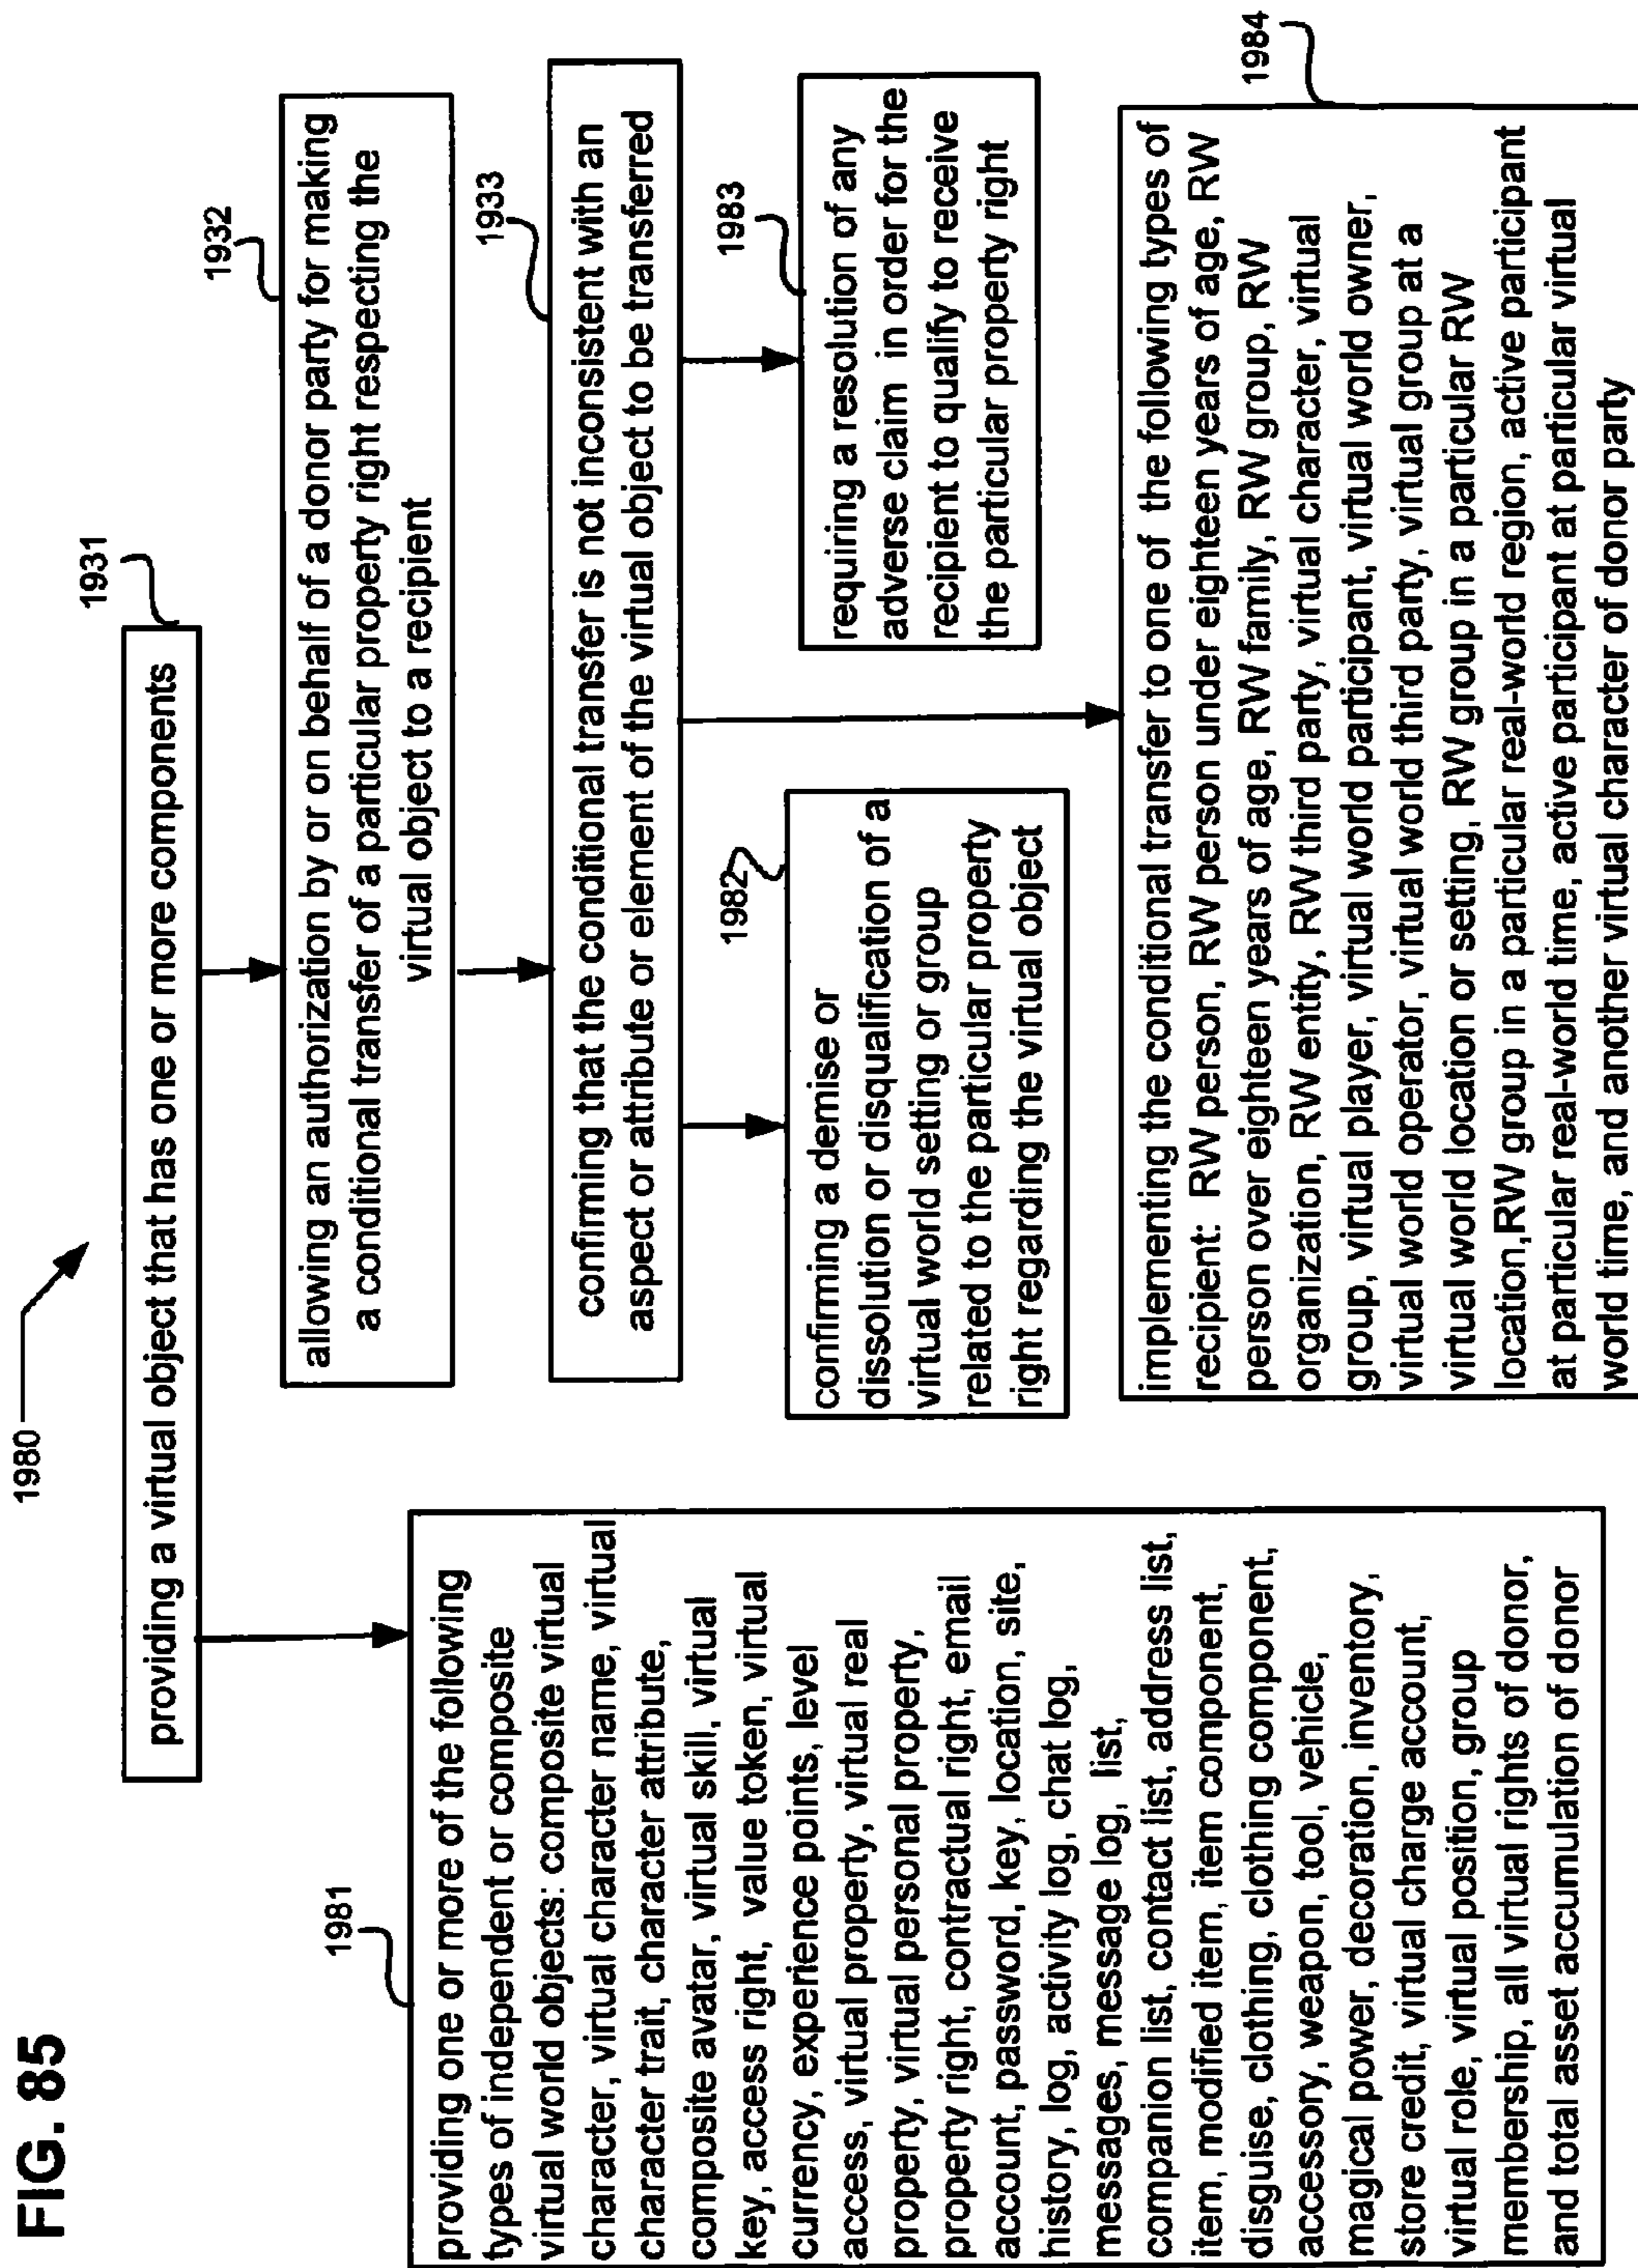 FIG. 85
1980
1931
providing a virtual object that has one or more components
1932
allowing an authorization by or on behalf of a donor party for making
a conditional transfer of a particular property right respecting the
virtual object to a recipient
1933
confirming that the conditional transfer is not inconsistent with an
aspect or attribute or element of the virtual object to be transferred
1981
providing one or more of the following
types of independent or composite
virtual world objects: composite virtual
character, virtual character name, virtual
character trait, character attribute,
composite avatar, virtual skill, virtual
key, access right, value token, virtual
currency, experience points, level
access, virtual property, virtual real
property, virtual personal property,
property right, contractual right, email
account, password, key, location, site,
history, log, activity log, chat log,
messages, message log, list,
companion list, contact list, address list,
item, modified item, item component,
disguise, clothing, clothing component,
accessory, weapon, tool, vehicle,
magical power, decoration, inventory,
store credit, virtual charge account,
virtual role, virtual position, group
membership, all virtual rights of donor,
and total asset accumulation of donor
1982
confirming a demise or
dissolution or disqualification of a
virtual world setting or group
related to the particular property
right regarding the virtual object
1983
requiring a resolution of any
adverse claim in order for the
recipient to qualify to receive
the particular property right
1984
implementing the conditional transfer to one of the following types of
recipient: RW person, RW person under eighteen years of age, RW
person over eighteen years of age, RW family, RW group, RW
organization, RW entity, RW third party, virtual character, virtual
group, virtual player, virtual world participant, virtual world owner,
virtual world operator, virtual world third party, virtual group at a
virtual world location or setting, RW group in a particular RW
location,RW group in a particular real-world region, active participant
at particular real-world time, active participant at particular virtual
world time, and another virtual character of donor party